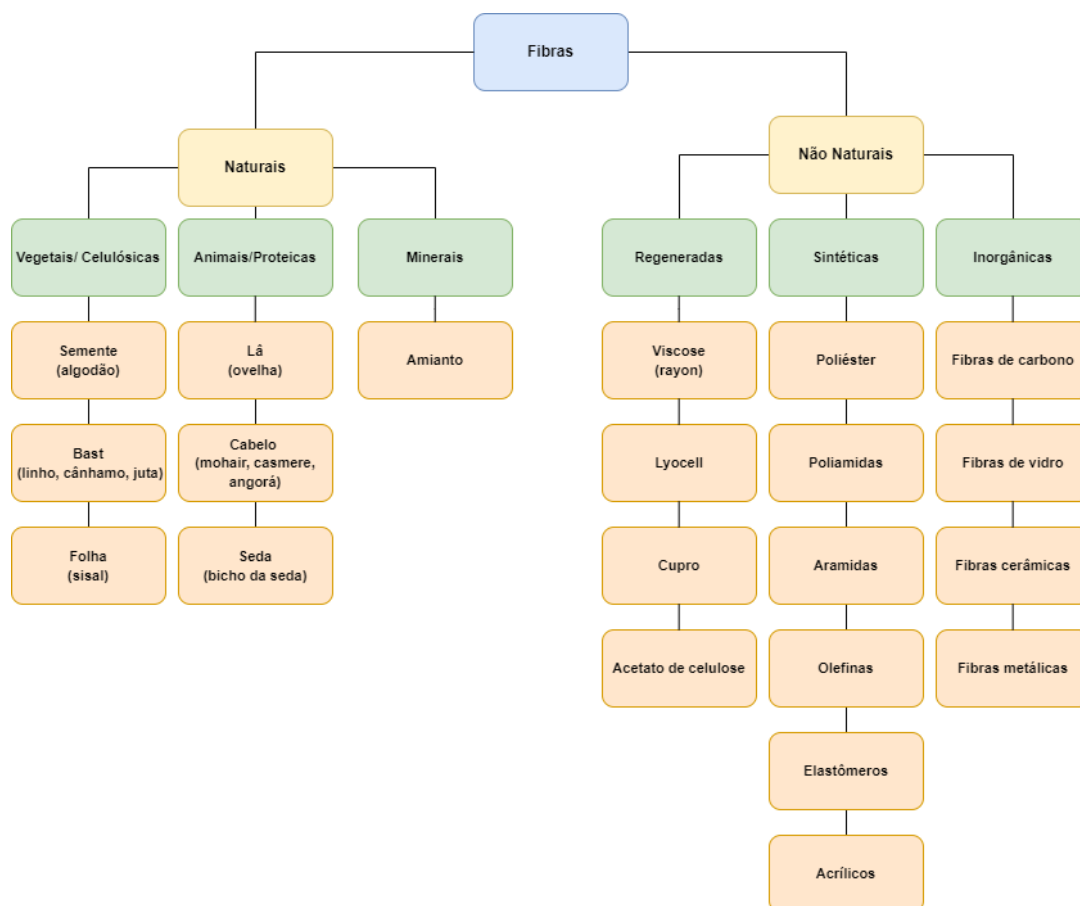 Fibras
Naturais
Não Naturais
Vegetais/ Celulósicas
Animais/Proteicas
Minerais
Regeneradas
Sintéticas
Inorgânicas
Semente
(algodão)
Lã
(ovelha)
Amianto
Viscose
(rayon)
Poliéster
Fibras de carbono
Bast
(linho, cânhamo, juta)
Cabelo
(mohair, casmere,
angorá)
Lyocell
Poliamidas
Fibras de vidro
Folha
(sisal)
Seda
(bicho da seda)
Cupro
Aramidas
Fibras cerâmicas
Acetato de celulose
Olefinas
Fibras metálicas
Elastômeros
Acrílicos